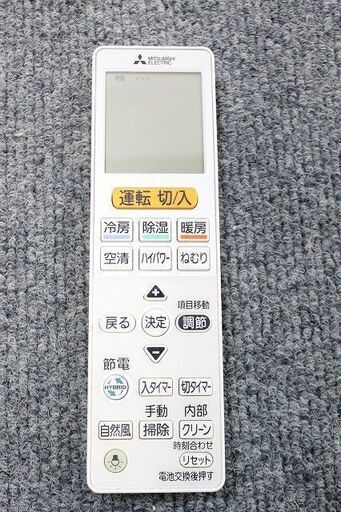 MITSUBISHI
ELECTRIC
運転 切/入
冷房 除湿 暖房
空清 ハイパワー ねむり
項目移動
戻る 決定 調節
節電
HYBRID 入タイマー 切タイマー
手動 内部
自然風 掃除 クリーン
時刻合わせ
リセット
電池交換後押す